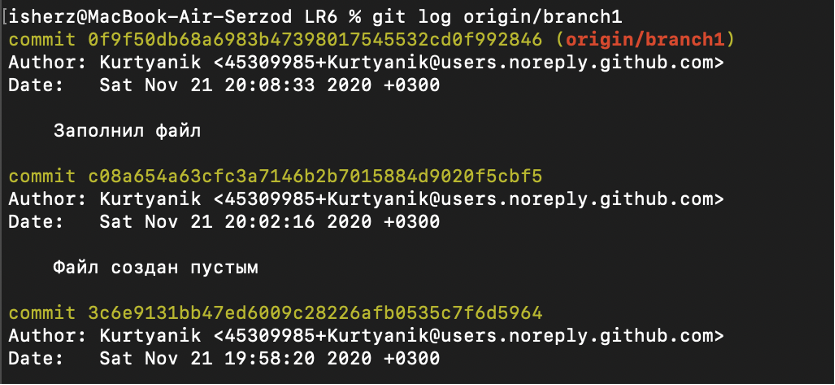 [isherz@MacBook-Air-Serzod LR6 % git log origin/branch1
commit 0f9f50db68a6983b47398017545532cd0f992846 (origin/branch1)
Author: Kurtyanik <45309985+Kurtyanik@users.noreply.github.com>
Date:   Sat Nov 21 20:08:33 2020 +0300
Заполнил файл
commit c08a654a63cfc3a7146b2b7015884d9020f5cbf5
Author: Kurtyanik <45309985+Kurtyanik@users.noreply.github.com>
Date:   Sat Nov 21 20:02:16 2020 +0300
Файл создан пустым
commit 3c6e9131bb47ed6009c28226afb0535c7f6d5964
Author: Kurtyanik <45309985+Kurtyanik@users.noreply.github.com>
Date:   Sat Nov 21 19:58:20 2020 +0300